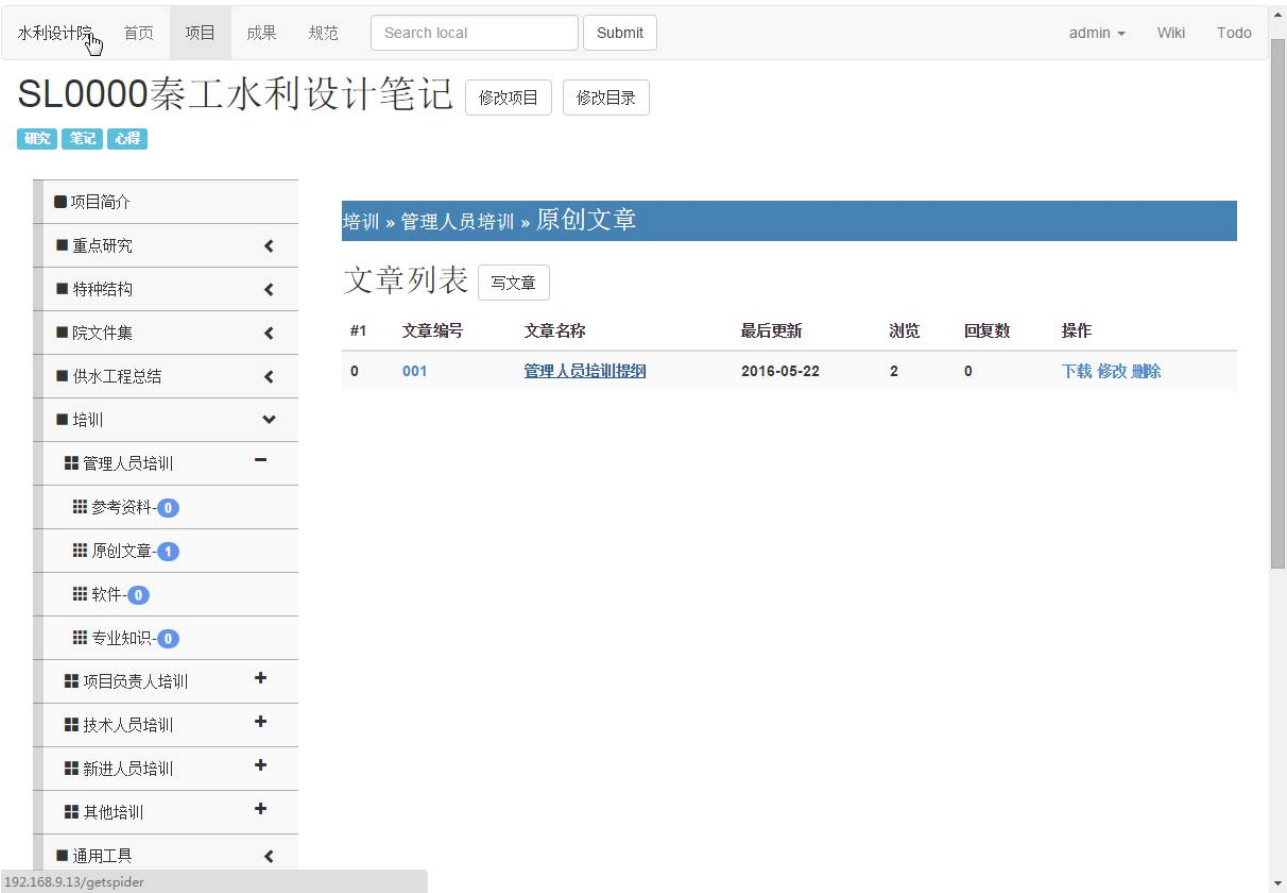 水利设计院 首页 项目 成果 规范 Search local Submit admin Wiki Todo
SL0000秦工水利设计笔记 修改项目 修改目录
研究 笔记 心得
项目简介
重点研究
特种结构
院文件集
供水工程总结
培训
管理人员培训
参考资料-0
原创文章-1
软件-0
专业知识-0
项目负责人培训
技术人员培训
新进人员培训
其他培训
通用工具
培训 » 管理人员培训 » 原创文章
文章列表 写文章
#1 文章编号 文章名称 最后更新 浏览 回复数 操作
0 001 管理人员培训提纲 2016-05-22 2 0 下载 修改 删除
192.168.9.13/getspider